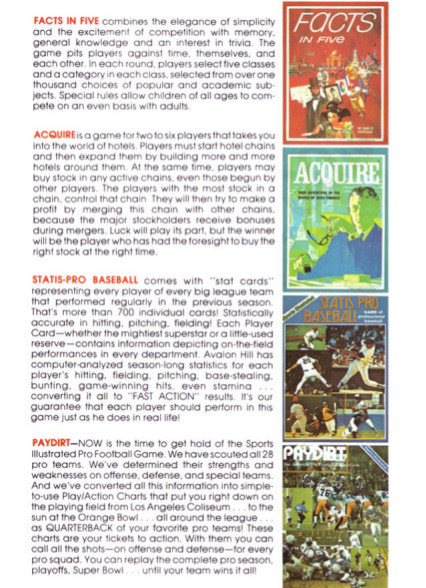 FACTS IN FIVE combines the elegance of simplicity
and the excitement of competition with memory,
general knowledge and an interest in trivia. The
game pits players against time, themselves, and
each other. In each round, players select five classes
and a category in each class, selected from over one
thousand choices of popular and academic sub-
jects. Special rules allow children of all ages to com-
pete on an even basis with adults.
FACTS
IN FIVE
ACQUIRE is a game for two to six players that takes you
into the world of hotels. Players must start hotel chains
and then expand them by building more and more
hotels around them. At the same time, players may
buy stock in any active chains, even those begun by
other players. The players with the most stock in a
chain, control that chain They will then try to make a
profit by merging this chain with other chains,
because the major stockholders receive bonuses
during mergers. Luck will play its part, but the winner
will be the player who has had the foresight to buy the
right stock at the right time.
ACQUIRE
STATIS-PRO BASEBALL comes with "stat cards"
representing every player of every big league team
that performed regularly in the previous season.
That's more than 700 individual cards! Statistically
accurate in hitting, pitching, fielding! Each Player
Card—whether the mightiest superstar or a little-used
reserve—contains information depicting on-the-field
performances in every department. Avalon Hill has
computer-analyzed season-long statistics for each
player's hitting, fielding, pitching, base-stealing,
bunting, game-winning hits, even stamina . . .
converting it all to "FAST ACTION" results. It's our
guarantee that each player should perform in this
game just as he does in real life!
STATIS PRO
BASEBALL
GAME of
professional
baseball
PAYDIRT—NOW is the time to get hold of the Sports
Illustrated Pro Football Game. We have scouted all 28
pro teams. We've determined their strengths and
weaknesses on offense, defense, and special teams.
And we've converted all this information into simple-
to-use Play/Action Charts that put you right down on
the playing field from Los Angeles Coliseum . . . to the
sun at the Orange Bowl . . . all around the league . . .
as QUARTERBACK of your favorite pro teams! These
charts are your tickets to action. With them you can
call all the shots—on offense and defense—for every
pro squad. You can replay the complete pro season,
playoffs, Super Bowl . . . until your team wins it all!
PAYDIRT